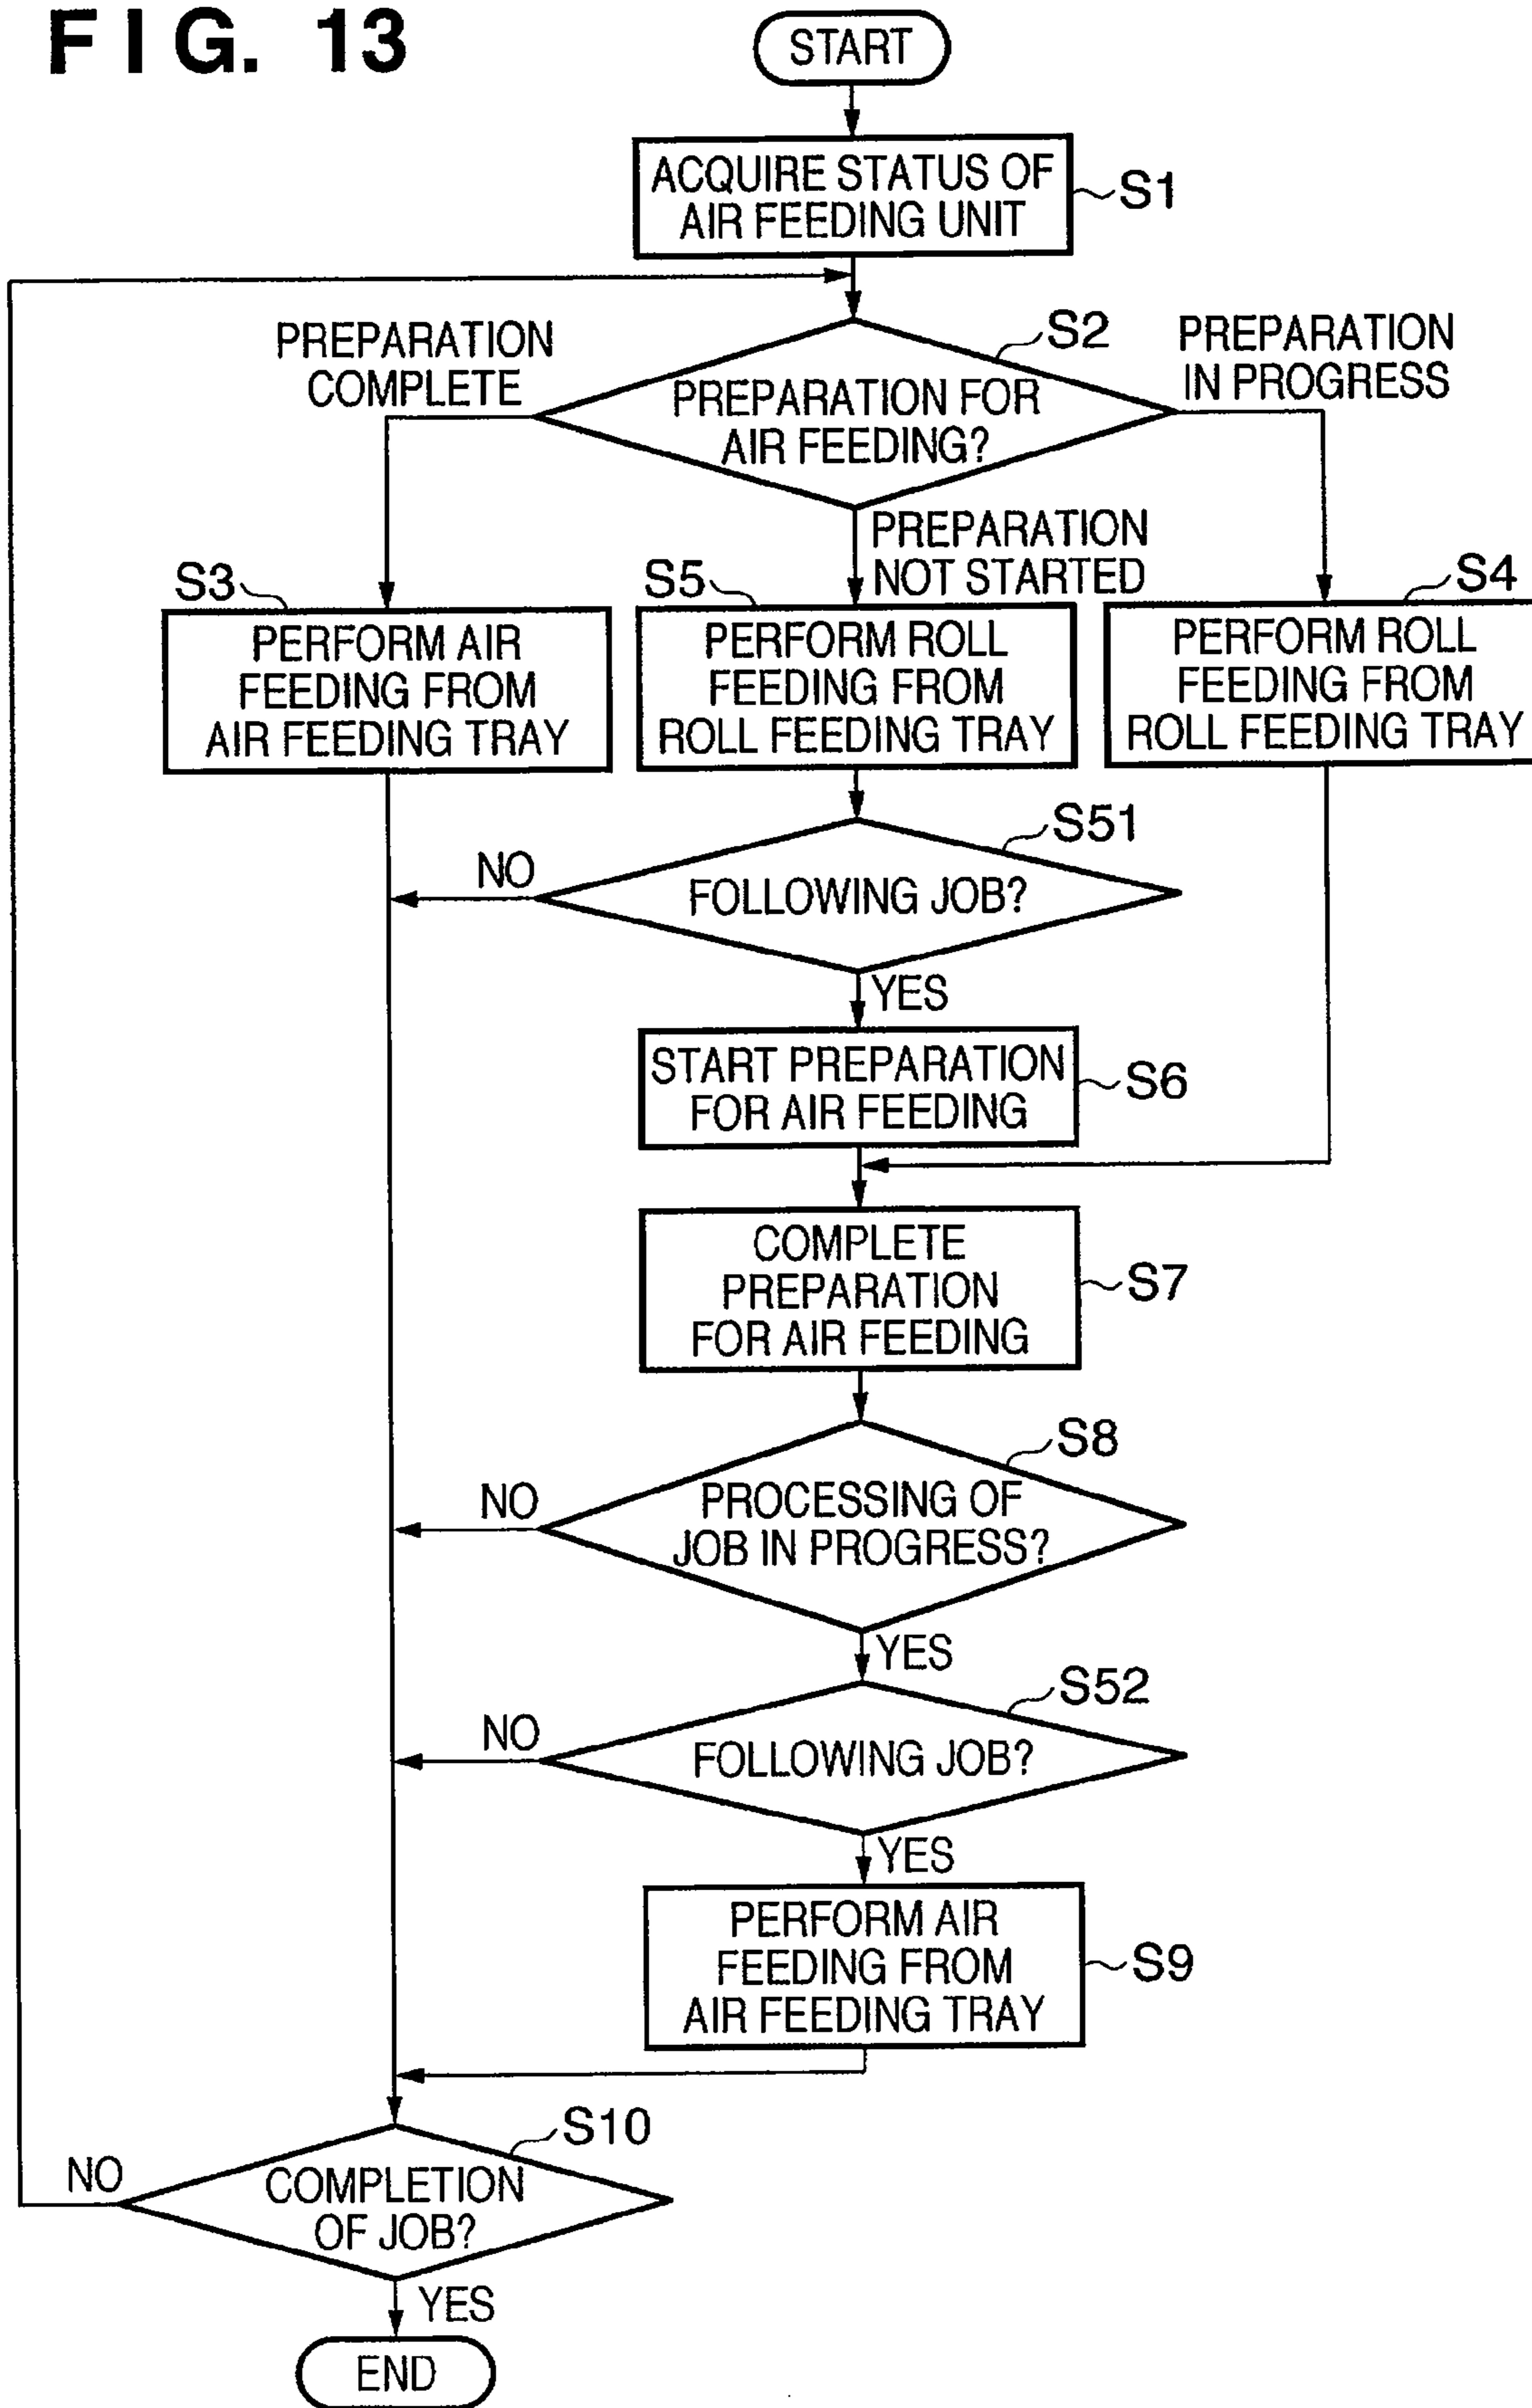 FIG. 13
START
ACQUIRE STATUS OF
AIR FEEDING UNIT
S1
S2
PREPARATION
COMPLETE
PREPARATION FOR
AIR FEEDING?
PREPARATION
IN PROGRESS
PREPARATION
NOT STARTED
S3
PERFORM AIR
FEEDING FROM
AIR FEEDING TRAY
S5
PERFORM ROLL
FEEDING FROM
ROLL FEEDING TRAY
S4
PERFORM ROLL
FEEDING FROM
ROLL FEEDING TRAY
S51
NO
FOLLOWING JOB?
YES
START PREPARATION
FOR AIR FEEDING
S6
COMPLETE
PREPARATION
FOR AIR FEEDING
S7
S8
NO
PROCESSING OF
JOB IN PROGRESS?
YES
S52
NO
FOLLOWING JOB?
YES
PERFORM AIR
FEEDING FROM
AIR FEEDING TRAY
S9
S10
NO
COMPLETION
OF JOB?
YES
END